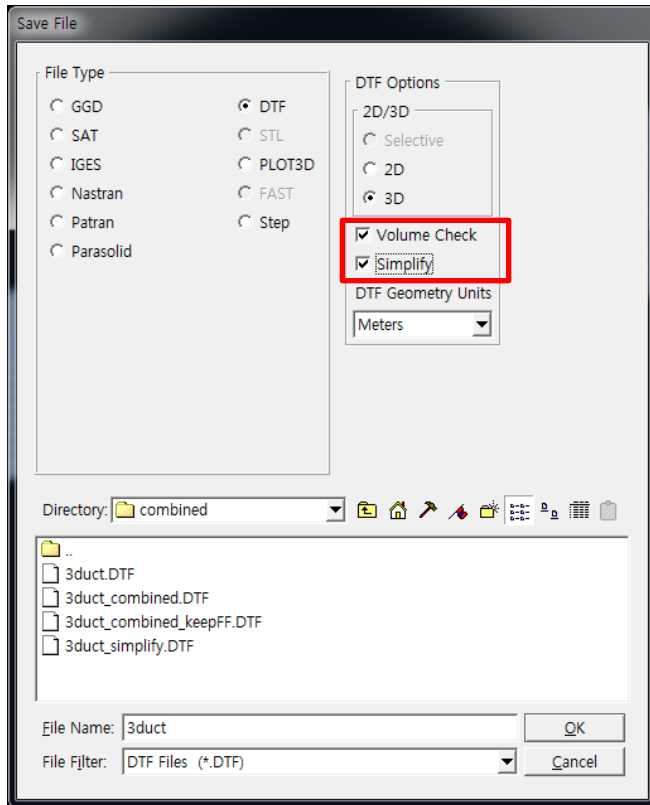 Save File
File Type
GGD
SAT
IGES
Nastran
Patran
Parasolid
DTF
STL
PLOT3D
FAST
Step
DTF Options
2D/3D
Selective
2D
3D
Volume Check
Simplify
DTF Geometry Units
Meters
Directory: combined
..
3duct.DTF
3duct_combined.DTF
3duct_combined_keepFF.DTF
3duct_simplify.DTF
File Name: 3duct OK
File Filter: DTF Files (*.DTF) Cancel